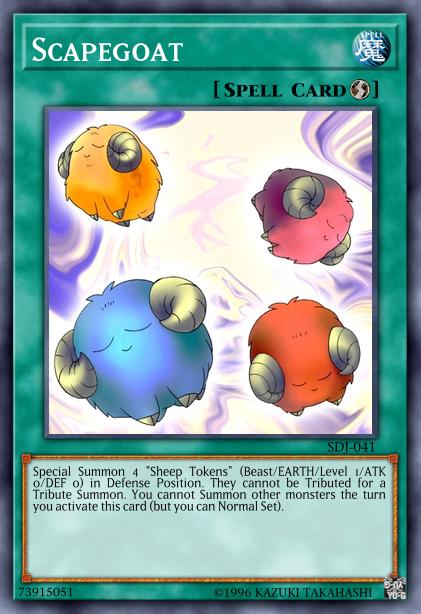 SCAPEGOAT
SPELL
魔
[SPELL CARD]
SDJ-041
Special Summon 4 "Sheep Tokens" (Beast/EARTH/Level 1/ATK
0/DEF 0) in Defense Position. They cannot be Tributed for a
Tribute Summon. You cannot Summon other monsters the turn
you activate this card (but you can Normal Set).
73915051
©1996 KAZUKI TAKAHASHI